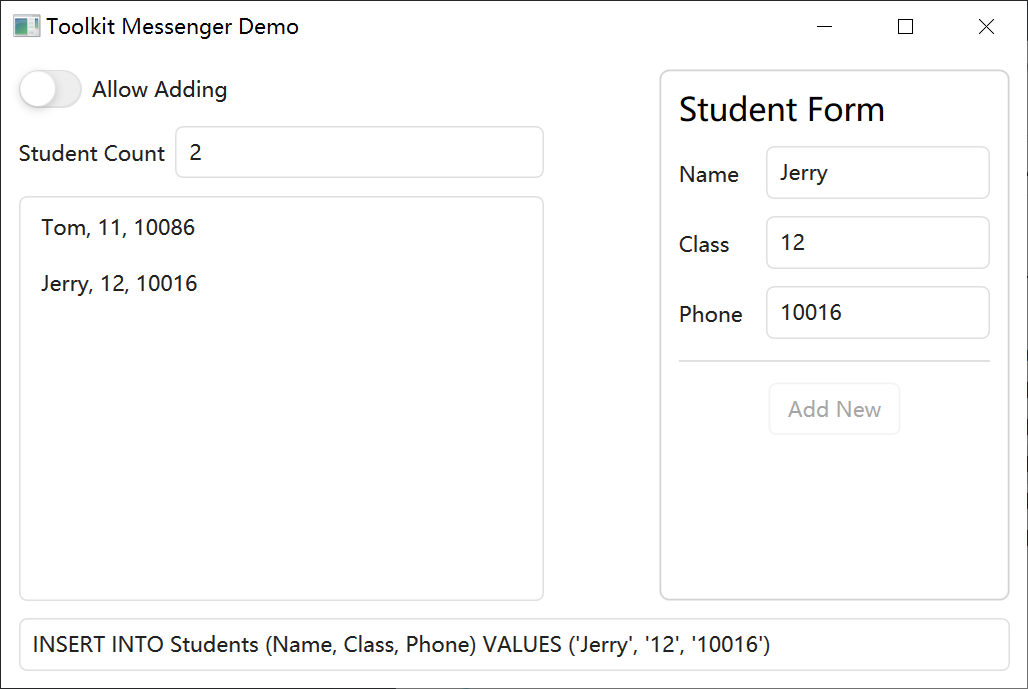 Toolkit Messenger Demo
Allow Adding
Student Count 2
Tom, 11, 10086
Jerry, 12, 10016
Student Form
Name Jerry
Class 12
Phone 10016
Add New
INSERT INTO Students (Name, Class, Phone) VALUES ('Jerry', '12', '10016')